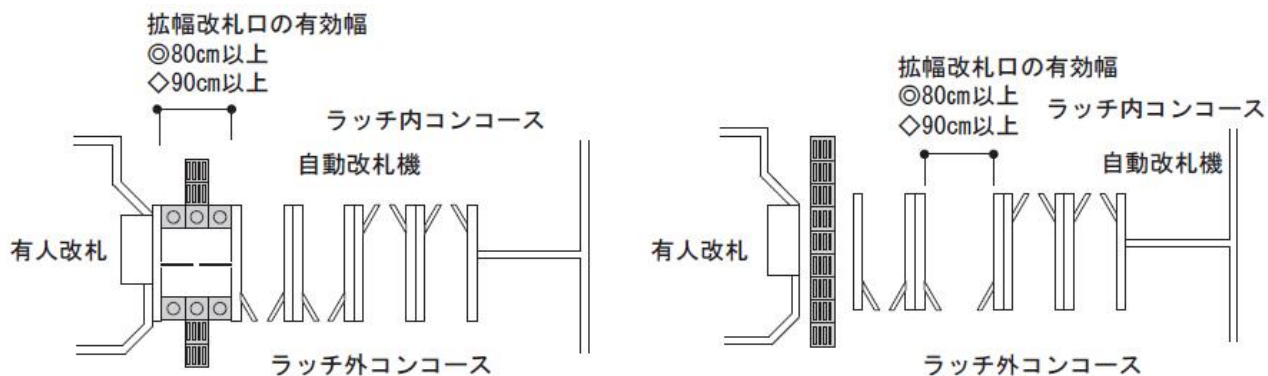 拡幅改札口の有効幅
◎80cm以上
◇90cm以上
ラッチ内コンコース
自動改札機
有人改札
ラッチ外コンコース
拡幅改札口の有効幅
◎80cm以上
◇90cm以上
ラッチ内コンコース
自動改札機
有人改札
ラッチ外コンコース